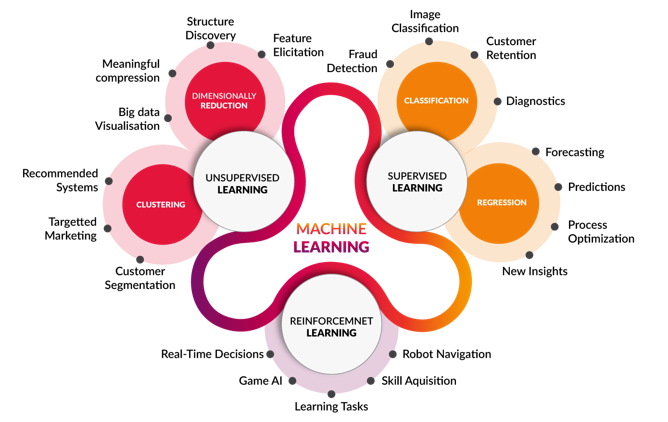 Structure
Discovery
Feature
Elicitation
Meaningful
compression
Big data
Visualisation
DIMENSIONALLY
REDUCTION
Recommended
Systems
Targetted
Marketing
Customer
Segmentation
CLUSTERING
UNSUPERVISED
LEARNING
Image
Classification
Fraud
Detection
Customer
Retention
Diagnostics
CLASSIFICATION
SUPERVISED
LEARNING
Forecasting
Predictions
Process
Optimization
New Insights
REGRESSION
MACHINE
LEARNING
REINFORCEMNET
LEARNING
Real-Time Decisions
Game AI
Learning Tasks
Skill Aquisition
Robot Navigation